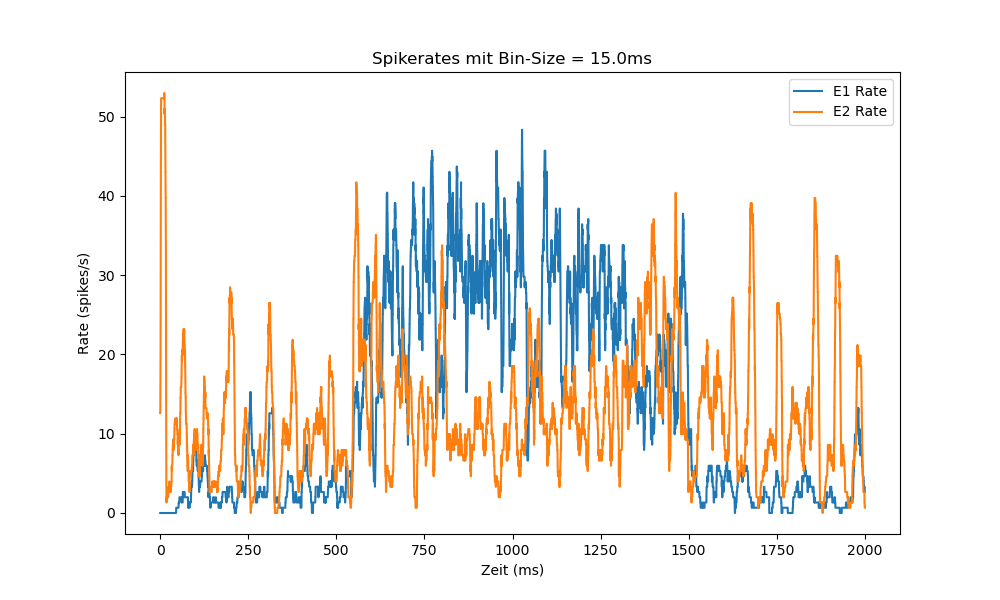 Spikerates mit Bin-Size = 15.0ms
E1 Rate
E2 Rate
50
40
30
20
10
0
Rate (spikes/s)
0 250 500 750 1000 1250 1500 1750 2000
Zeit (ms)